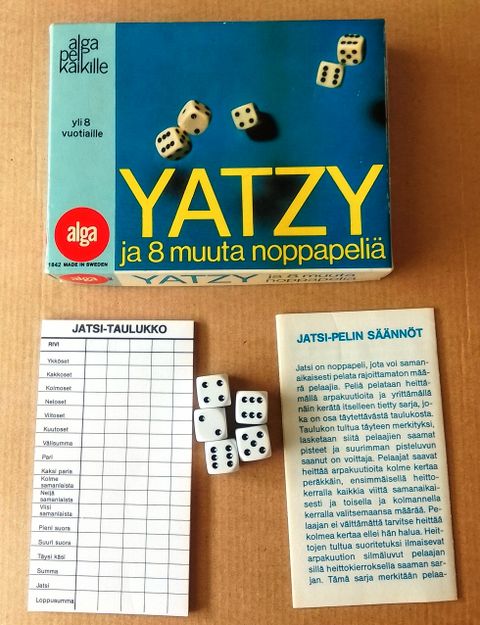 alga
pelit
kaikille
yli 8
vuotiaille
YATZY
ja 8 muuta noppapeliä
alga
1842 MADE IN SWEDEN
alga
YATZY
ja 8 muuta
noppapeliä
JATSI-TAULUKKO
RIVI
Ykköset
Kakkoset
Kolmoset
Neloset
Viitoset
Kuutoset
Välisumma
Pari
Kaksi paria
Kolme
samanlaista
Neljä
samanlaista
Viisi
samanlaista
Pieni suora
Suuri suora
Täysi käsi
Summa
Jatsi
Loppusumma
JATSI-PELIN SÄÄNNÖT
Jatsi on noppapeli, jota voi saman-
aikaisesti pelata rajoittamaton mää-
rä pelaajia. Peliä pelataan heittä-
mällä arpakuutioita ja yrittämällä
näin kerätä itselleen tietty sarja, jo-
ka on osa täytettävästä taulukosta.
Taulukon tultua täyteen merkityksi,
lasketaan siitä pelaajien saamat
pisteet ja suurimman pisteluvun
saanut on voittaja. Pelaajat saavat
heittää arpakuutioita kolme kertaa
peräkkäin, ensimmäisellä heitto-
kerralla kaikkia viittä samanaikai-
sesti ja toisella ja kolmannella
kerralla valitsemaansa määrää. Pe-
laajan ei välttämättä tarvitse heittää
kolmea kertaa ellei hän halua. Heit-
tojen tultua suoritetuksi ilmaisevat
arpakuution silmäluvut pelaajan
sillä heittokierroksella saaman sar-
jan. Tämä sarja merkitään pelaa-